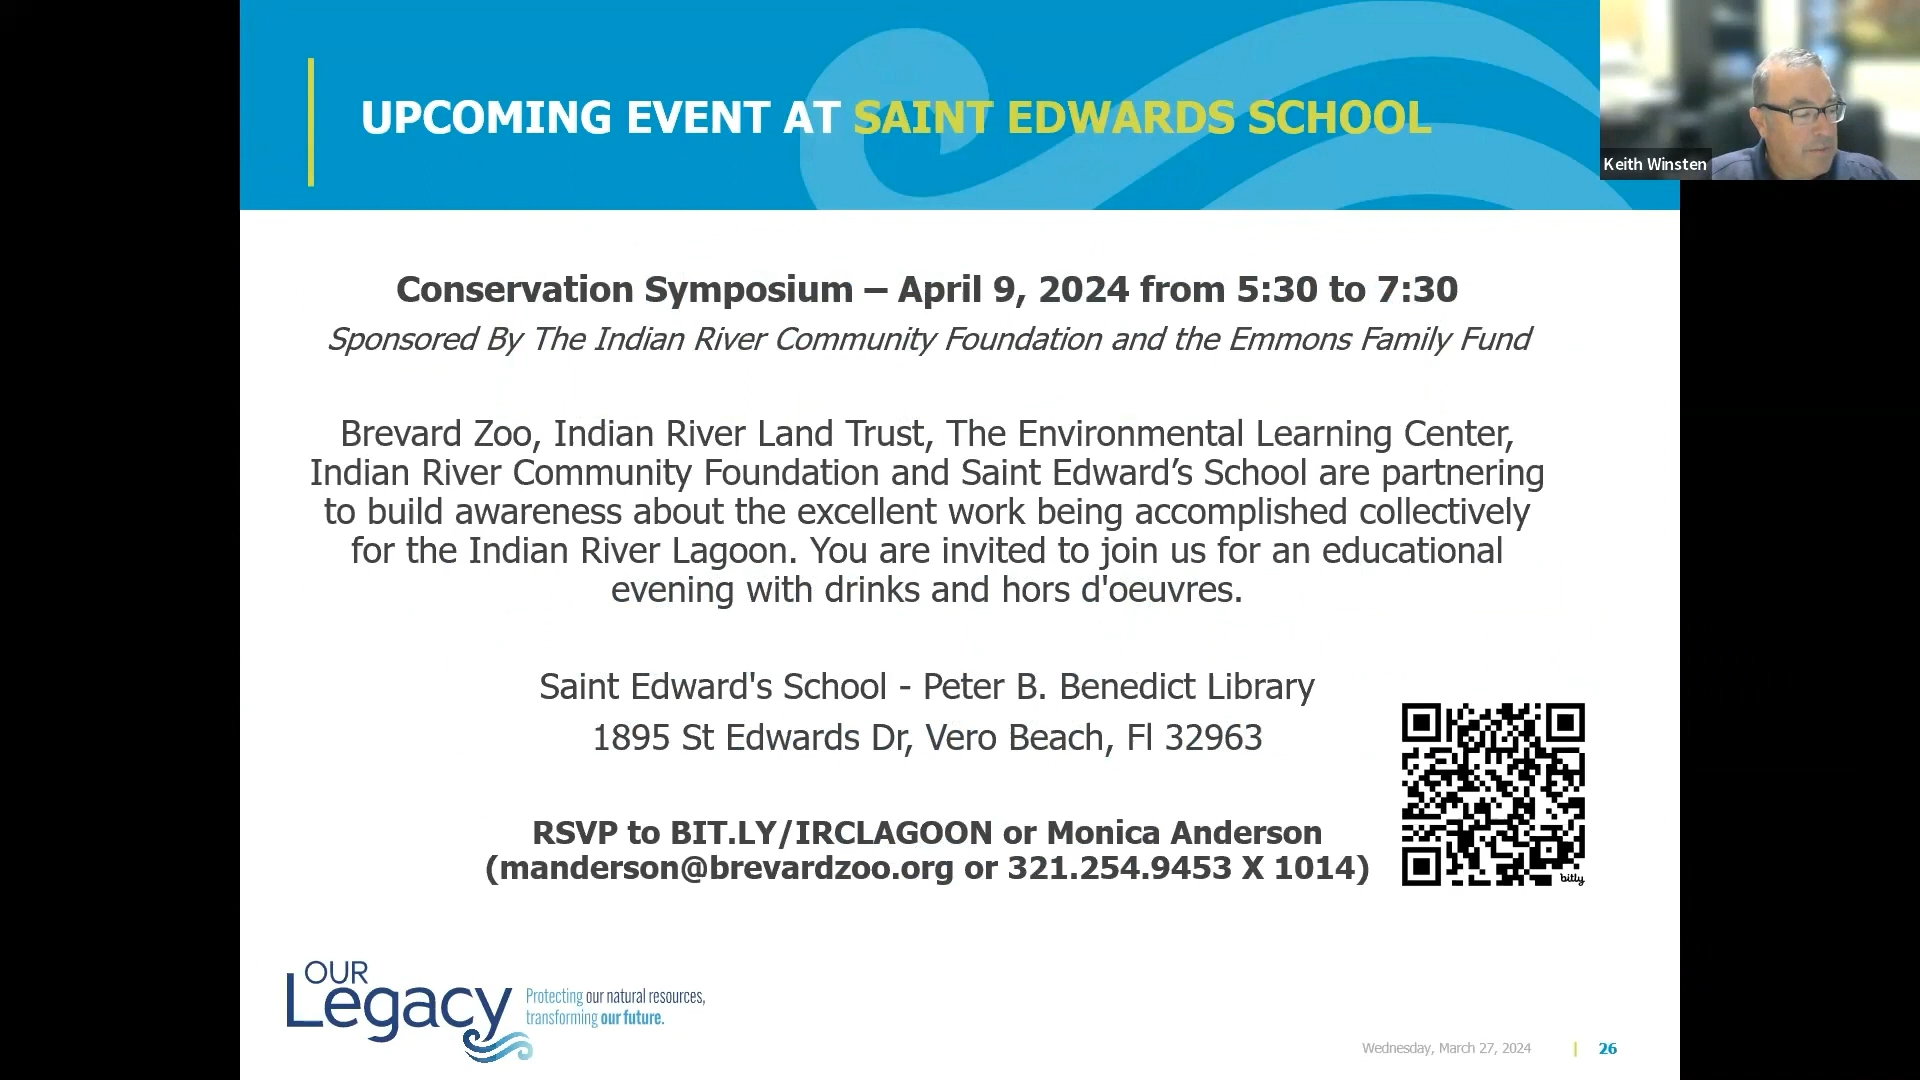 UPCOMING EVENT AT SAINT EDWARDS SCHOOL
Keith Winsten
Conservation Symposium – April 9, 2024 from 5:30 to 7:30
Sponsored By The Indian River Community Foundation and the Emmons Family Fund
Brevard Zoo, Indian River Land Trust, The Environmental Learning Center,
Indian River Community Foundation and Saint Edward’s School are partnering
to build awareness about the excellent work being accomplished collectively
for the Indian River Lagoon. You are invited to join us for an educational
evening with drinks and hors d'oeuvres.
Saint Edward's School - Peter B. Benedict Library
1895 St Edwards Dr, Vero Beach, Fl 32963
RSVP to BIT.LY/IRCLAGOON or Monica Anderson
(manderson@brevardzoo.org or 321.254.9453 X 1014)
bitly
OUR
Legacy
Protecting our natural resources,
transforming our future.
Wednesday, March 27, 2024
26